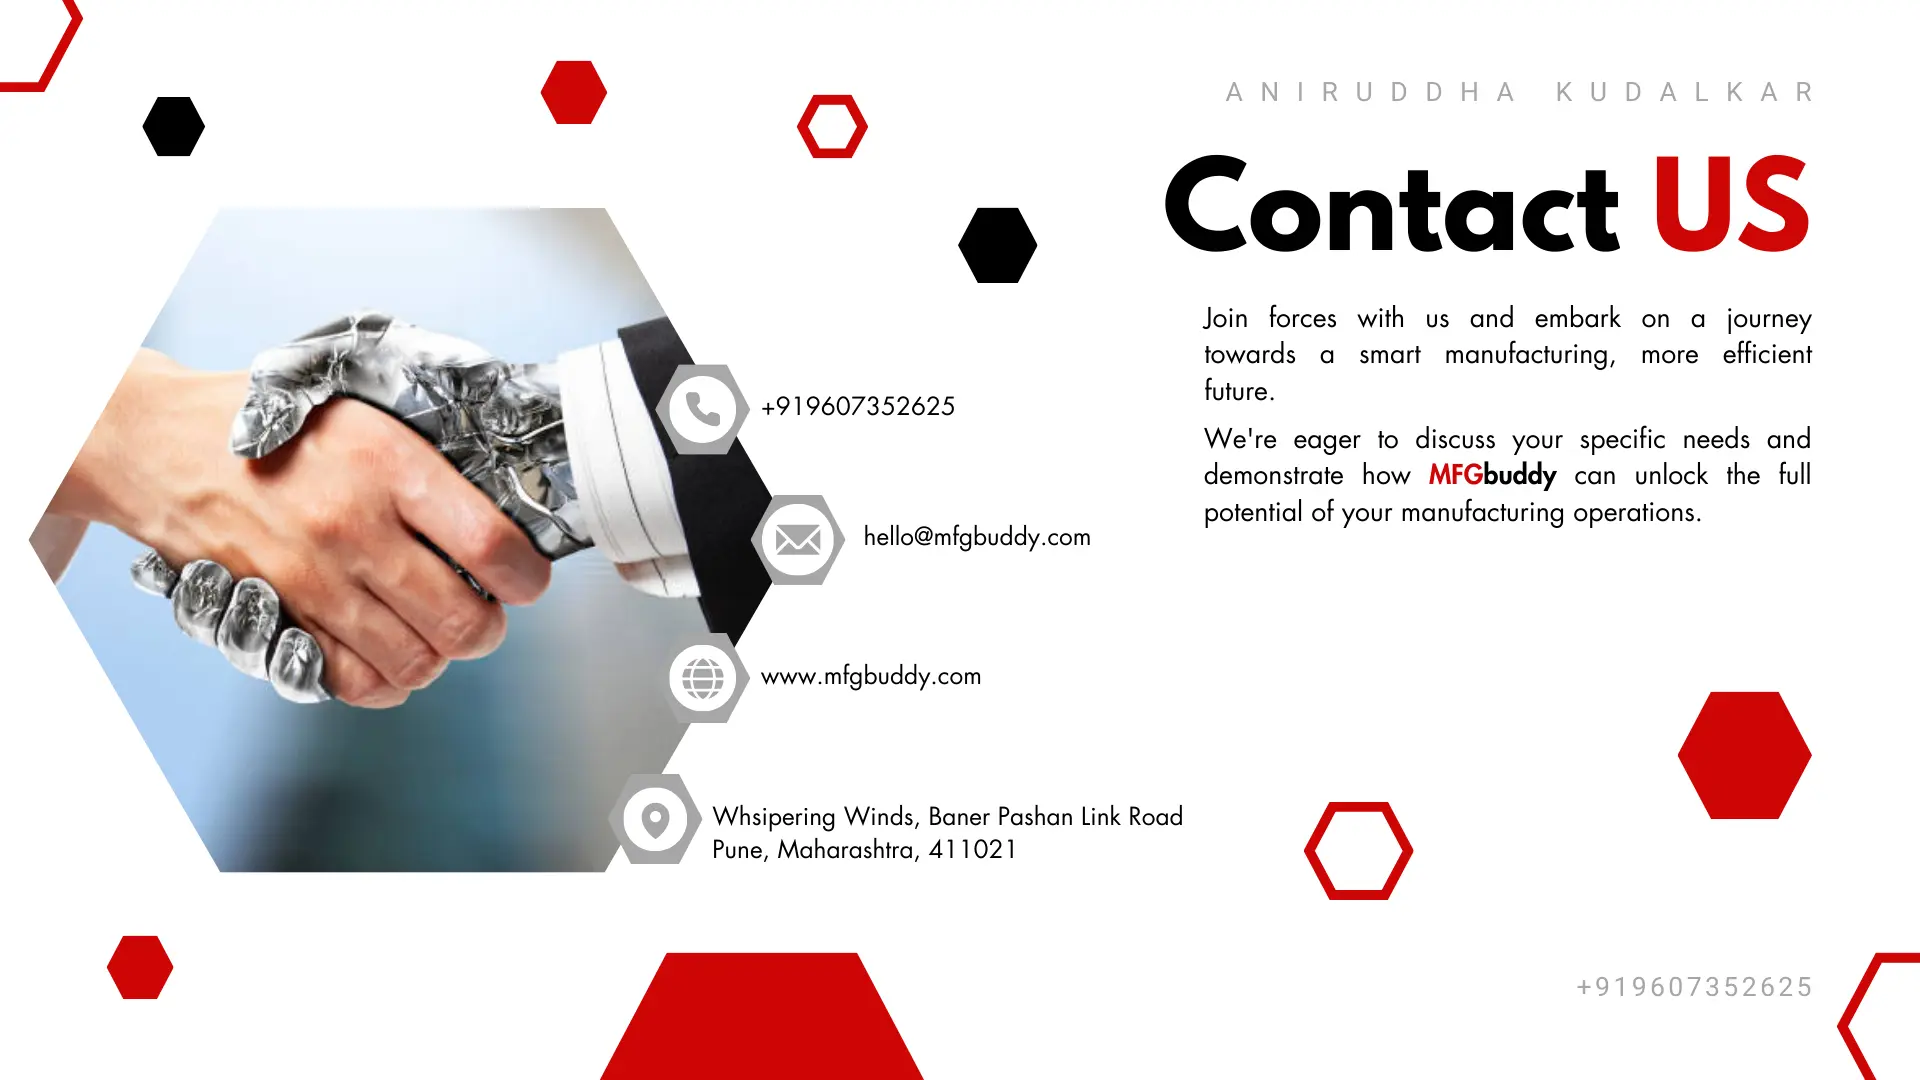 ANIRUDDHA KUDALKAR
Contact US
Join forces with us and embark on a journey
towards a smart manufacturing, more efficient
future.
We're eager to discuss your specific needs and
demonstrate how MFGbuddy can unlock the full
potential of your manufacturing operations.
+919607352625
hello@mfgbuddy.com
www.mfgbuddy.com
Whsipering Winds, Baner Pashan Link Road
Pune, Maharashtra, 411021
+919607352625